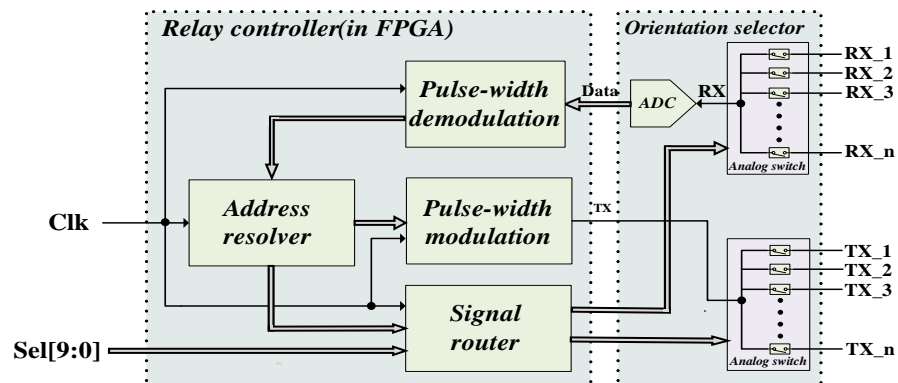 Relay controller(in FPGA)
Orientation selector
Pulse-width
demodulation
Data
ADC
RX
RX_1
RX_2
RX_3
RX_n
Analog switch
Clk
Address
resolver
Pulse-width
modulation
TX
TX_1
TX_2
TX_3
TX_n
Analog switch
Signal
router
Sel[9:0]